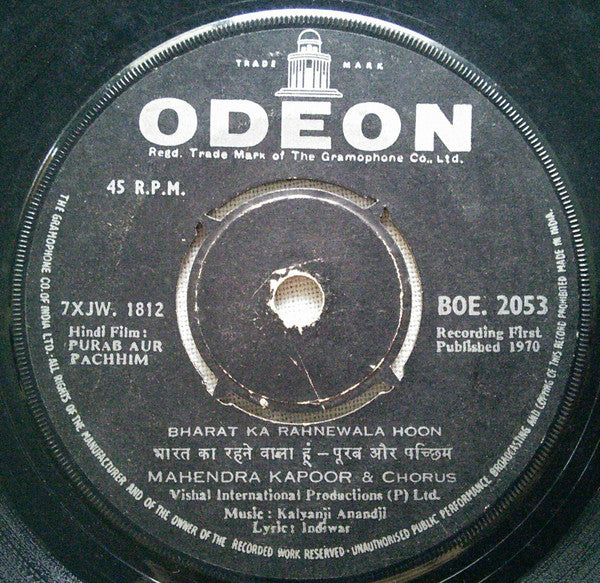 TRADE MARK
ODEON
Regd. Trade Mark of The Gramophone Co., Ltd.
45 R.P.M.
7XJW. 1812
Hindi Film:
PURAB AUR
PACHHIM
BOE. 2053
Recording First
Published 1970
BHARAT KA RAHNEWALA HOON
भारत का रहने वाला हूं – पूरब और पच्छिम
MAHENDRA KAPOOR & CHORUS
Vishal International Productions (P) Ltd.
Music: Kalyanji Anandji
Lyric: Indiwar
THE GRAMOPHONE CO OF INDIA LTD. · ALL RIGHTS OF THE MANUFACTURER AND OF THE OWNER OF THE RECORDED WORK RESERVED · UNAUTHORISED PUBLIC PERFORMANCE BROADCASTING AND COPYING OF THIS RECORD PROHIBITED MADE IN INDIA.